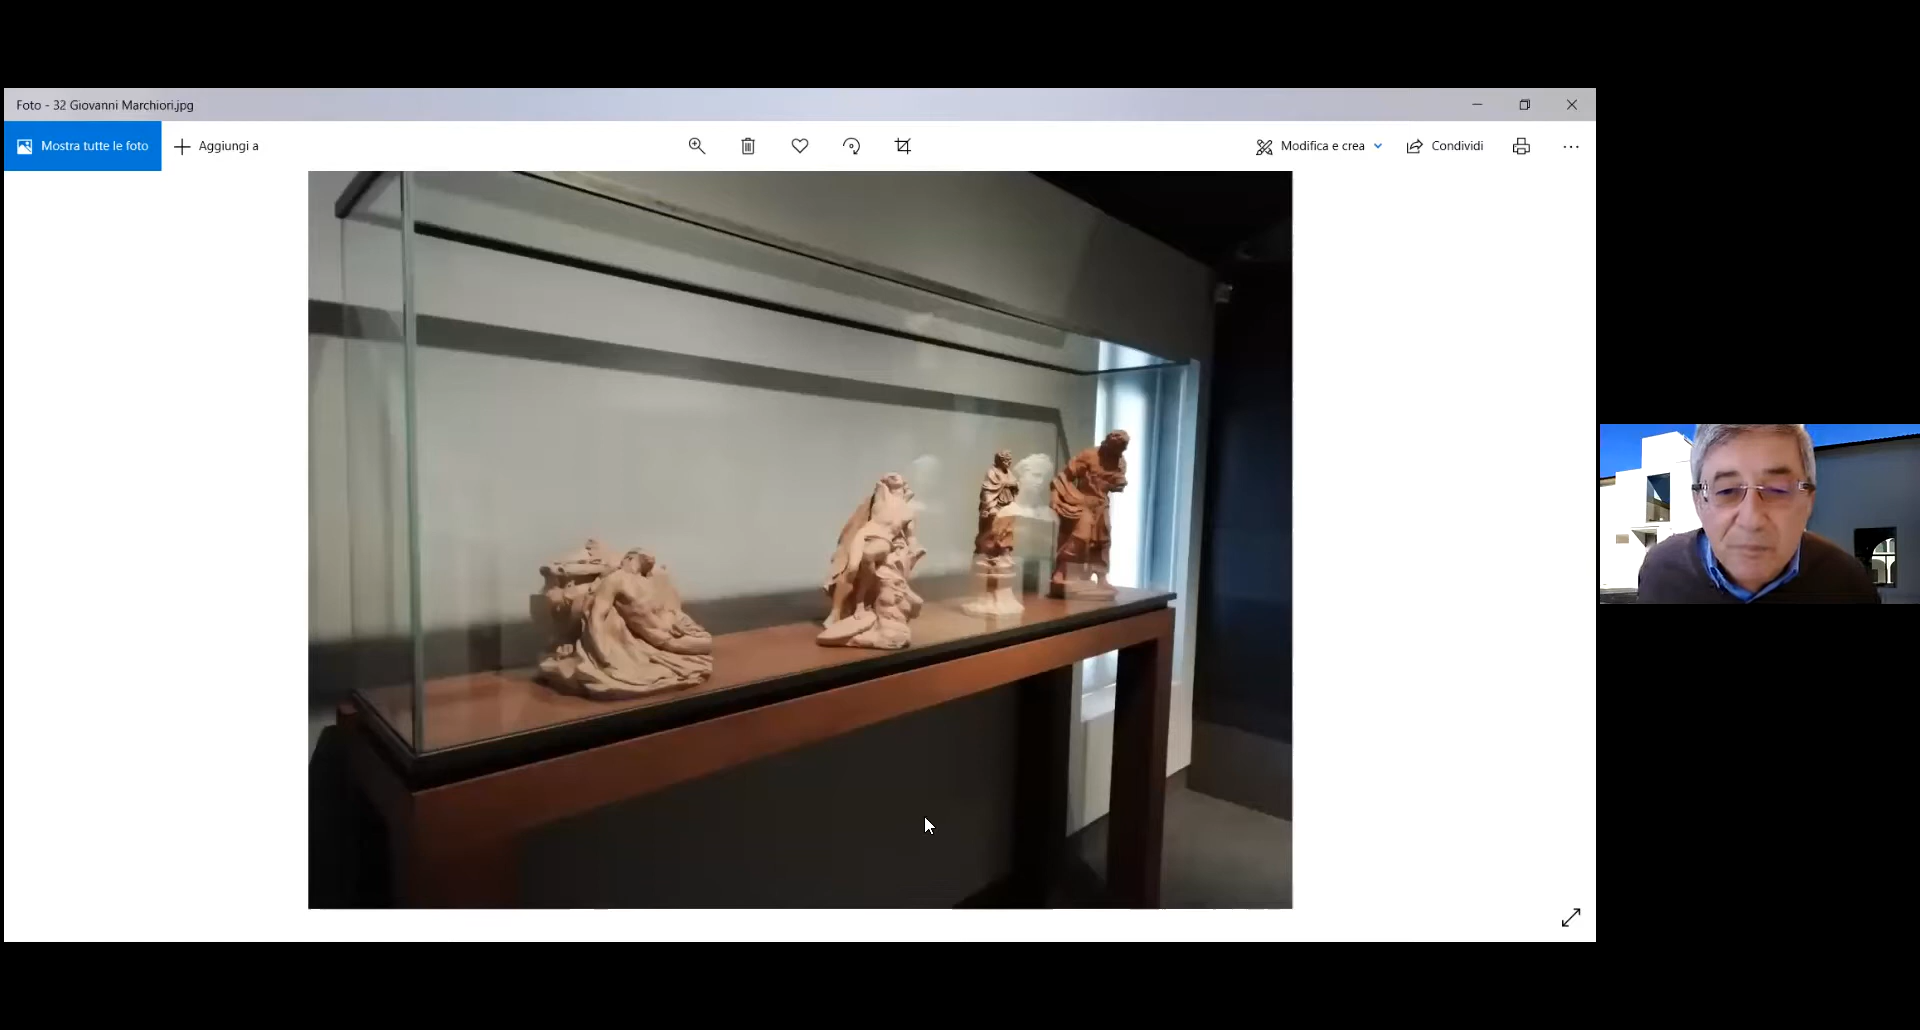 Foto - 32 Giovanni Marchiori.jpg
Mostra tutte le foto
Aggiungi a
Modifica e crea
Condividi